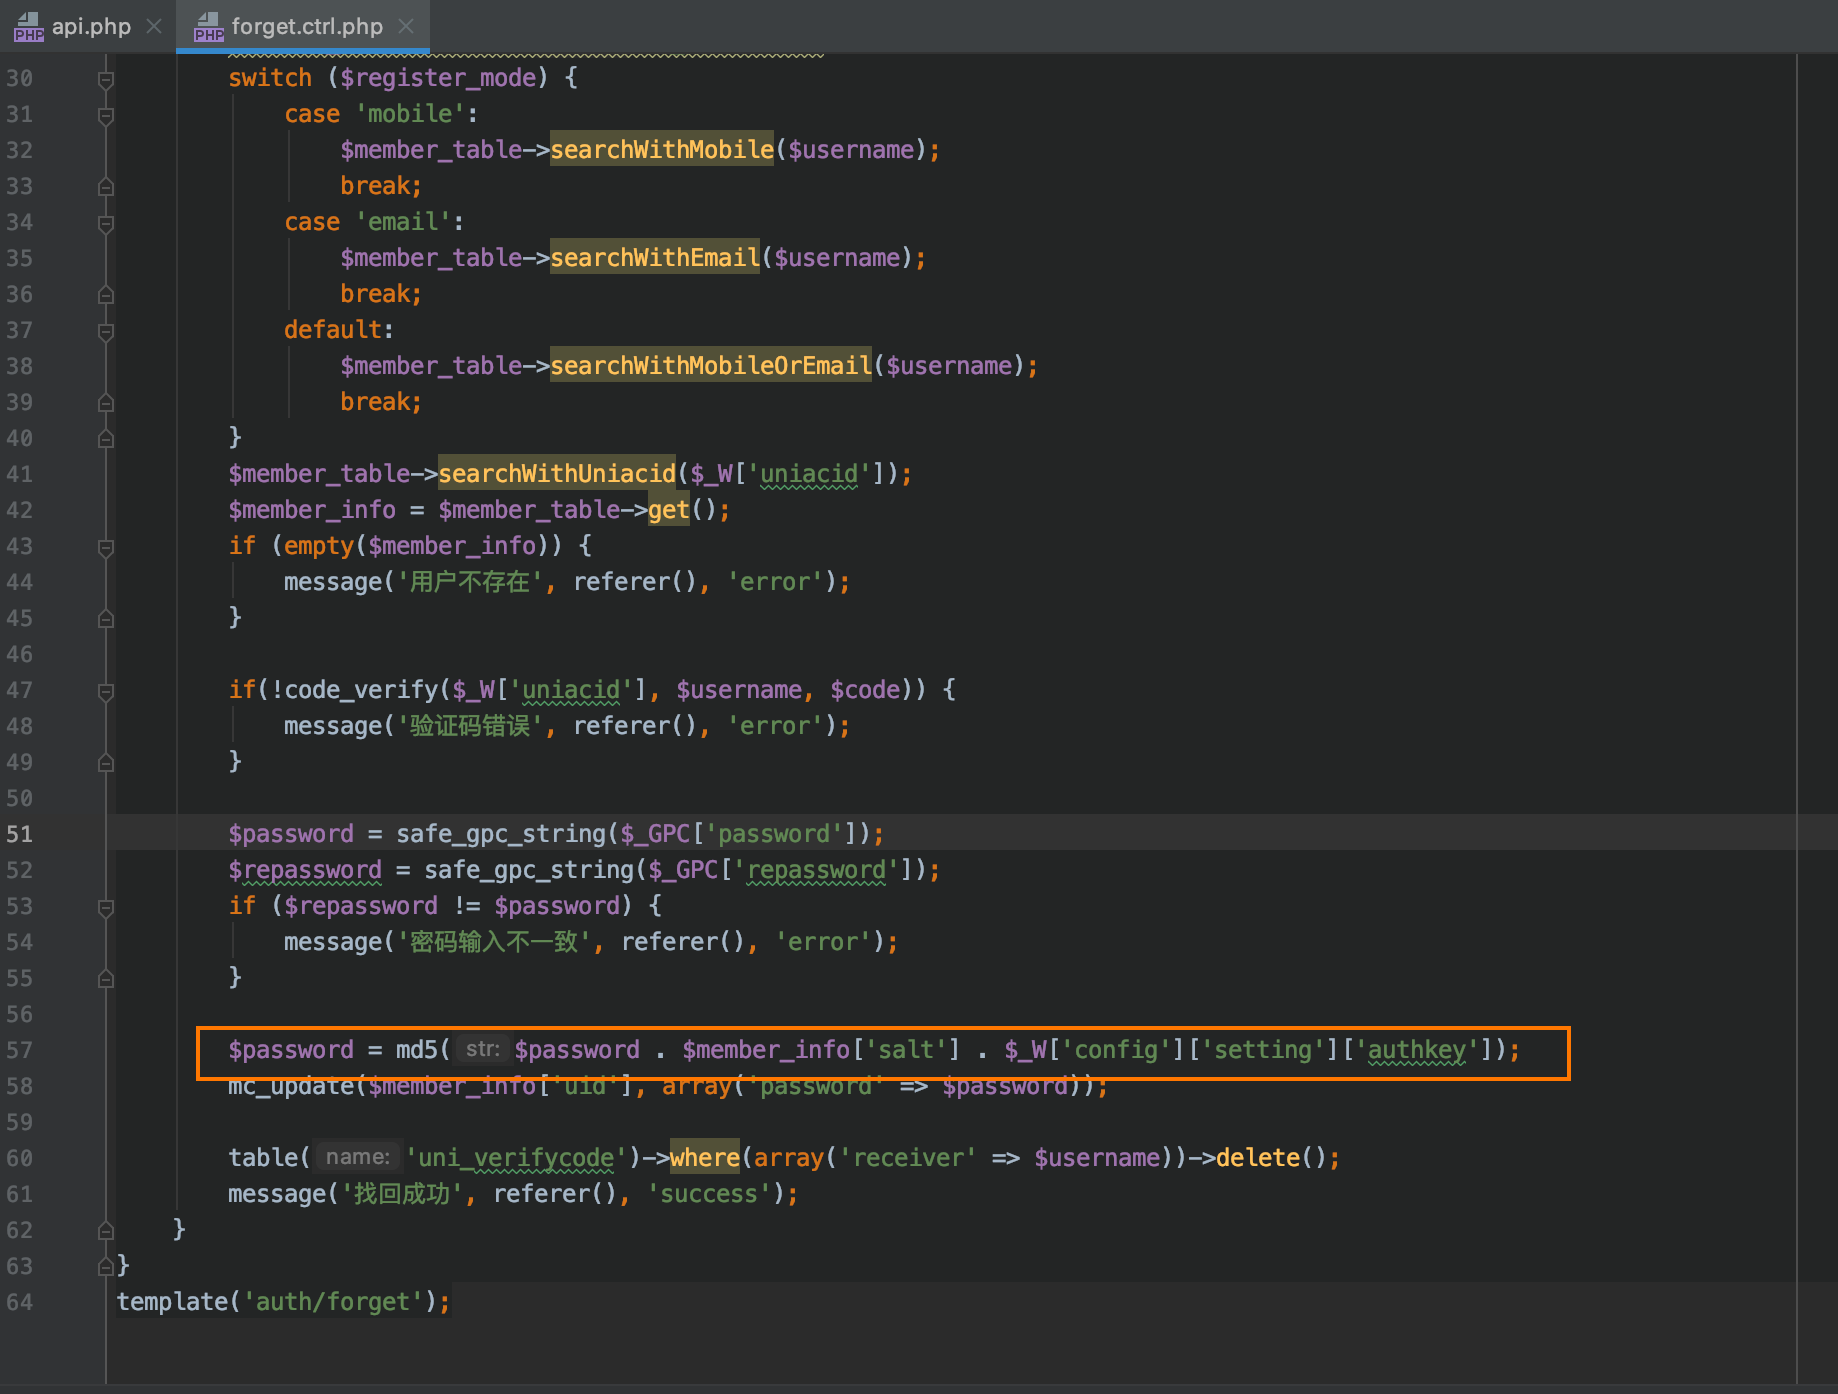 api.php forget.ctrl.php
30 switch ($register_mode) {
31 case 'mobile':
32 $member_table->searchWithMobile($username);
33 break;
34 case 'email':
35 $member_table->searchWithEmail($username);
36 break;
37 default:
38 $member_table->searchWithMobileOrEmail($username);
39 break;
40 }
41 $member_table->searchWithUniacid($_W['uniacid']);
42 $member_info = $member_table->get();
43 if (empty($member_info)) {
44 message('用户不存在', referer(), 'error');
45 }
46
47 if(!code_verify($_W['uniacid'], $username, $code)) {
48 message('验证码错误', referer(), 'error');
49 }
50
51 $password = safe_gpc_string($_GPC['password']);
52 $repassword = safe_gpc_string($_GPC['repassword']);
53 if ($repassword != $password) {
54 message('密码输入不一致', referer(), 'error');
55 }
56
57 $password = md5( str: $password . $member_info['salt'] . $_W['config']['setting']['authkey']);
58 mc_update($member_info['uid'], array('password' => $password));
59
60 table( name: 'uni_verifycode')->where(array('receiver' => $username))->delete();
61 message('找回成功', referer(), 'success');
62 }
63 }
64 template('auth/forget');